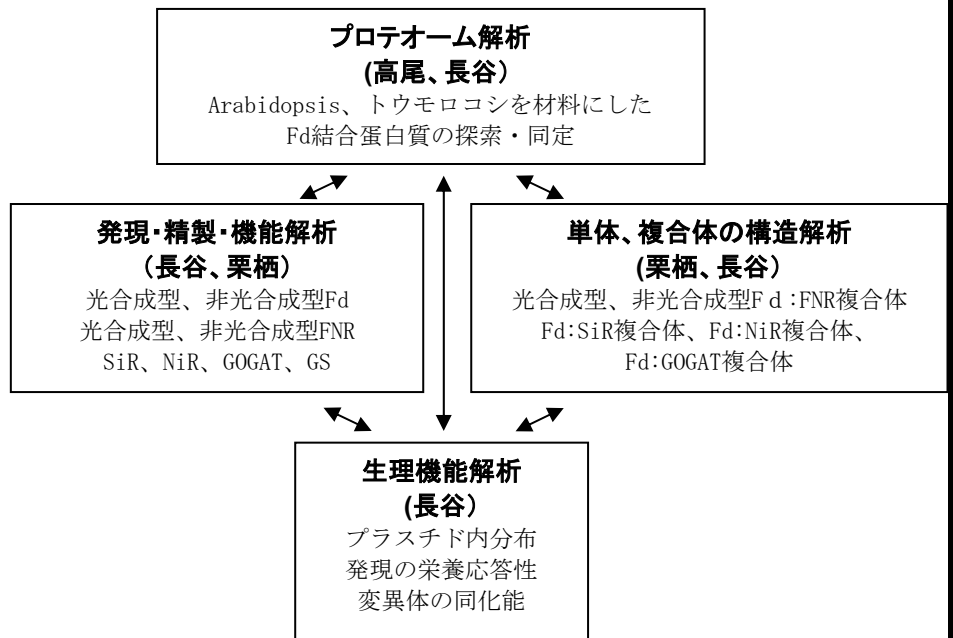 プロテオーム解析
(高尾、長谷）
Arabidopsis、トウモロコシを材料にした
Fd結合蛋白質の探索・同定
発現・精製・機能解析
（長谷、栗栖）
光合成型、非光合成型Fd
光合成型、非光合成型FNR
SiR、NiR、GOGAT、GS
単体、複合体の構造解析
(栗栖、長谷）
光合成型、非光合成型Ｆｄ:FNR複合体
Fd:SiR複合体、Fd:NiR複合体、
Fd:GOGAT複合体
生理機能解析
(長谷）
プラスチド内分布
発現の栄養応答性
変異体の同化能